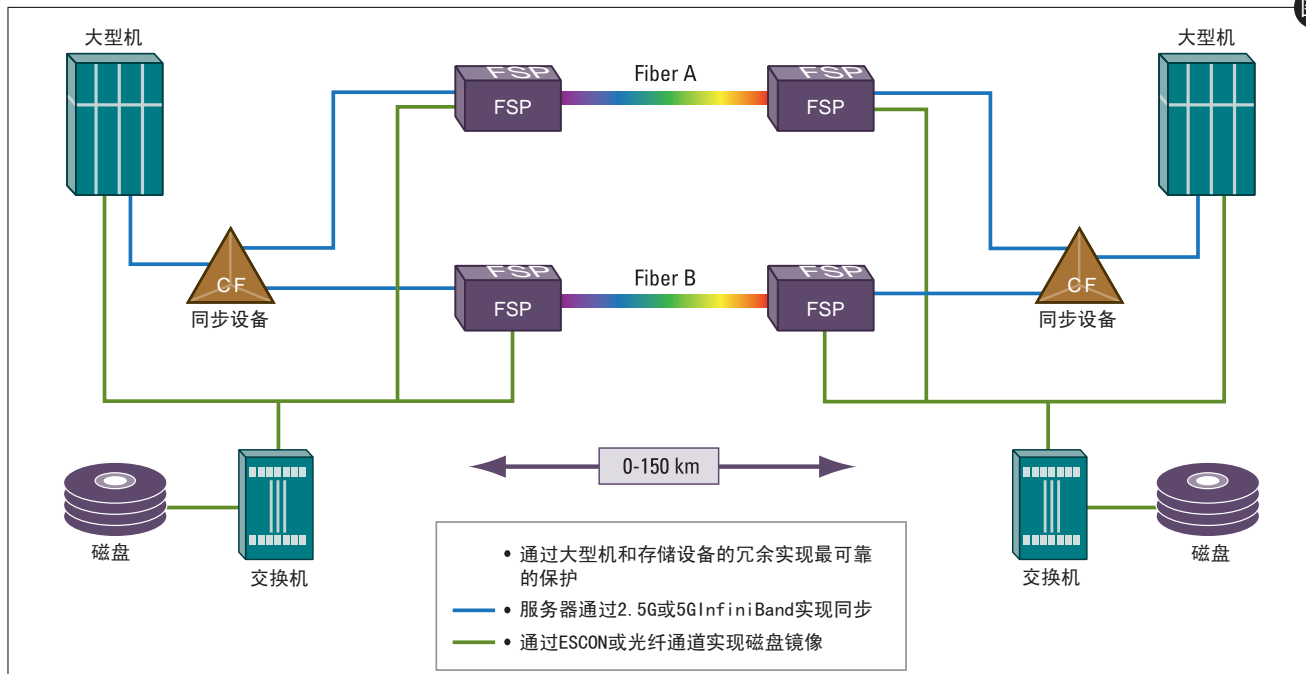 大型机
大型机
FSP
FSP
Fiber A
FSP
FSP
CF
同步设备
FSP
FSP
Fiber B
FSP
FSP
CF
同步设备
0-150 km
磁盘
交换机
交换机
磁盘
• 通过大型机和存储设备的冗余实现最可靠
的保护
• 服务器通过2.5G或5GInfiniBand实现同步
• 通过ESCON或光纤通道实现磁盘镜像